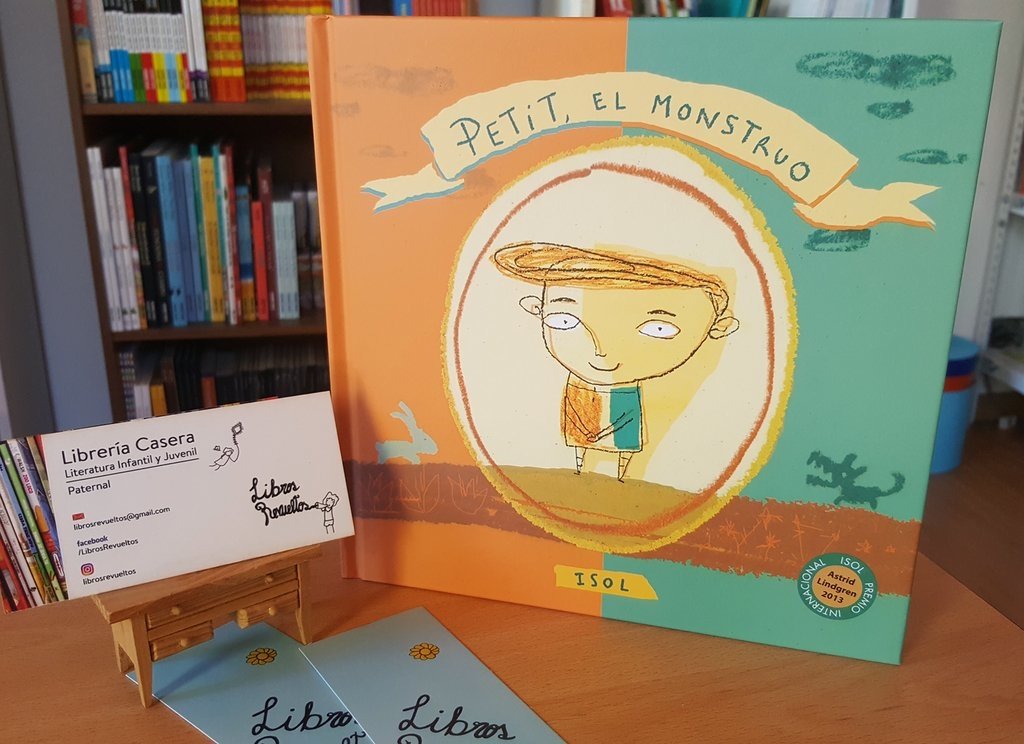 PETIT, EL MONSTRUO
ISOL
ISOL PREMIO INTERNACIONAL
Astrid
Lindgren
2013
Librería Casera
Literatura Infantil y Juvenil
Paternal
librosrevueltos@gmail.com
facebook
/LibrosRevueltos
librosrevueltos
Libros
Revueltos
Libros
Revuelt
Libros